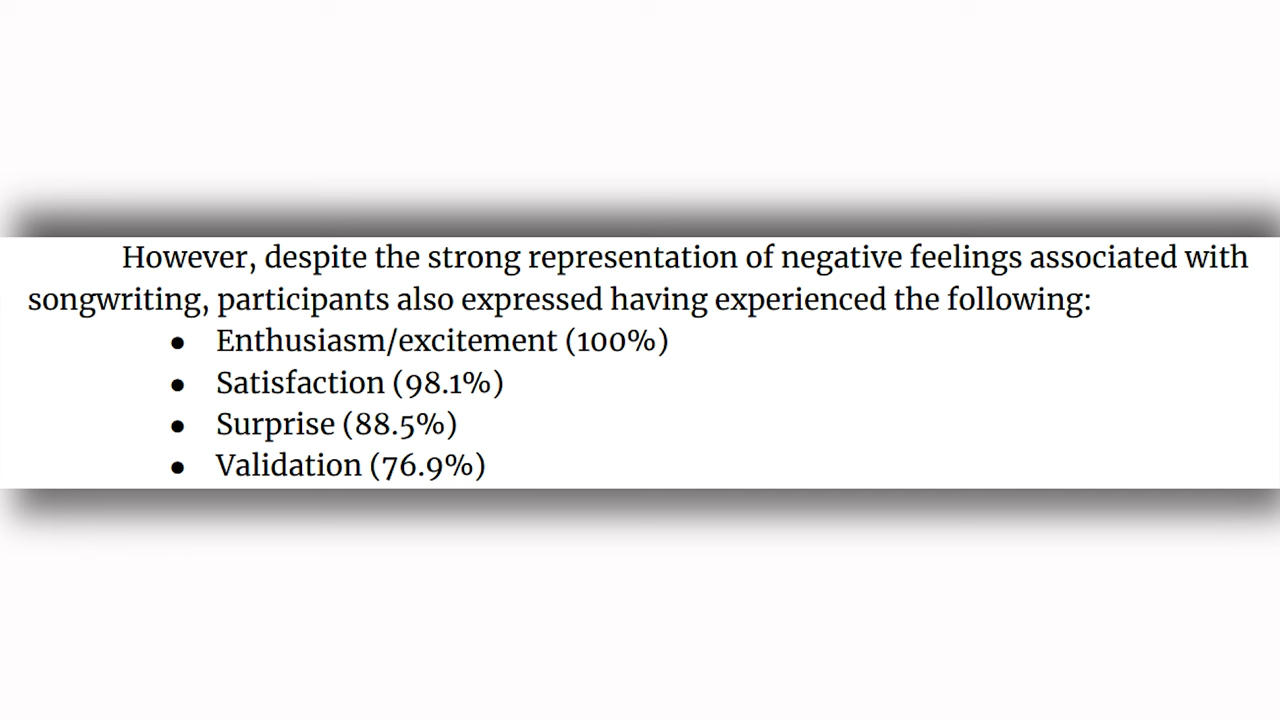 However, despite the strong representation of negative feelings associated with
songwriting, participants also expressed having experienced the following:
● Enthusiasm/excitement (100%)
● Satisfaction (98.1%)
● Surprise (88.5%)
● Validation (76.9%)